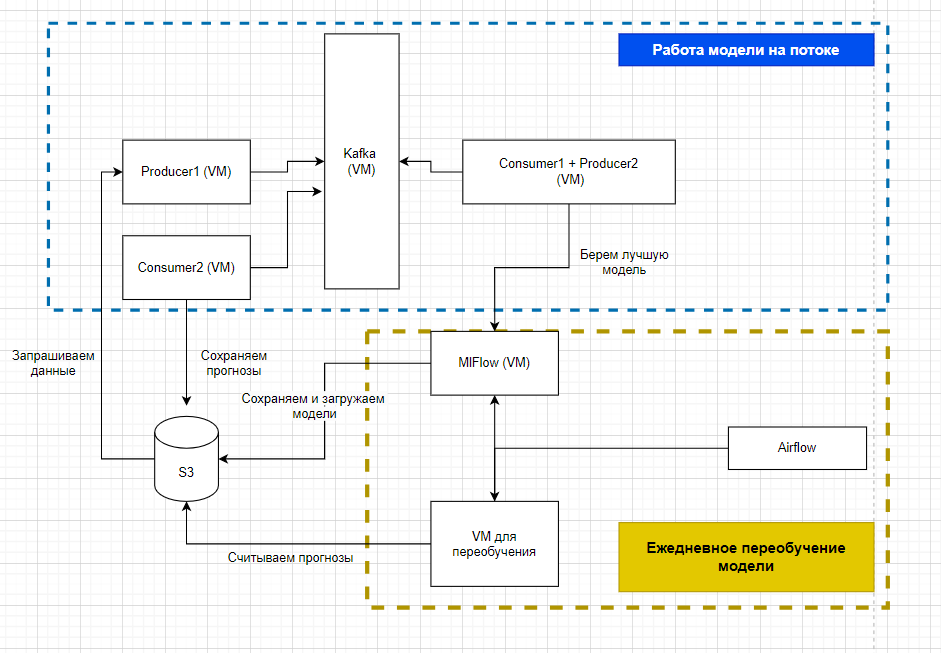 Работа модели на потоке
Kafka
(VM)
Producer1 (VM)
Consumer1 + Producer2
(VM)
Consumer2 (VM)
Берем лучшую
модель
Запрашиваем
данные
Сохраняем
прогнозы
MlFlow (VM)
Сохраняем и загружаем
модели
Airflow
S3
VM для
переобучения
Считываем прогнозы
Ежедневное переобучение
модели